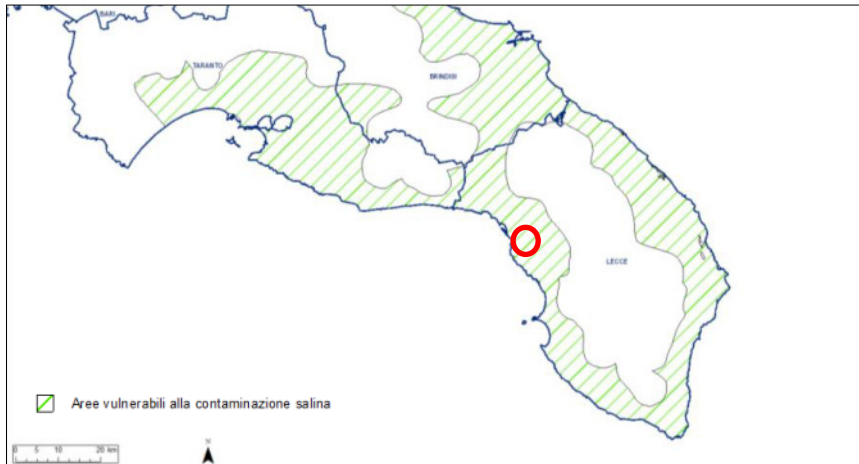 BARI
TARANTO
BRINDISI
LECCE
Aree vulnerabili alla contaminazione salina
0 5 10 20 km
N